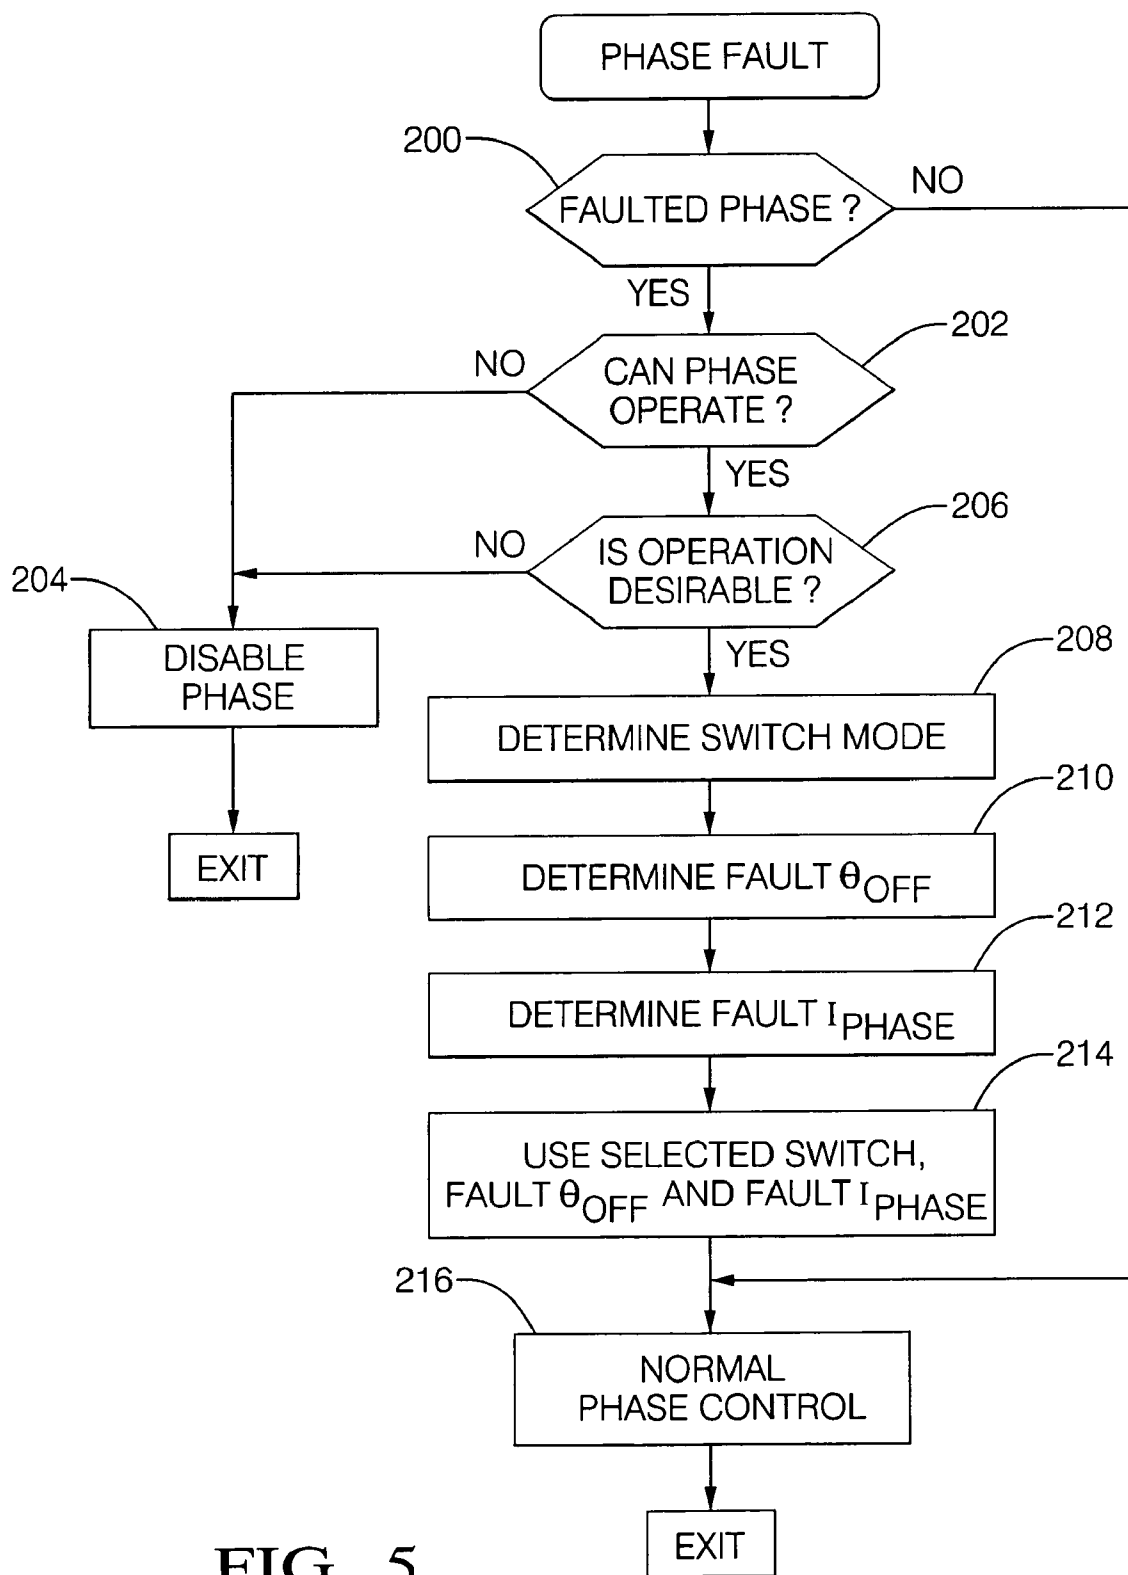 PHASE FAULT
200
FAULTED PHASE ?
NO
YES
202
NO
CAN PHASE
OPERATE ?
YES
206
NO
IS OPERATION
DESIRABLE ?
204
YES
208
DISABLE
PHASE
DETERMINE SWITCH MODE
210
EXIT
DETERMINE FAULT θOFF
212
DETERMINE FAULT IPHASE
214
USE SELECTED SWITCH,
FAULT θOFF AND FAULT IPHASE
216
NORMAL
PHASE CONTROL
EXIT
FIG. 5